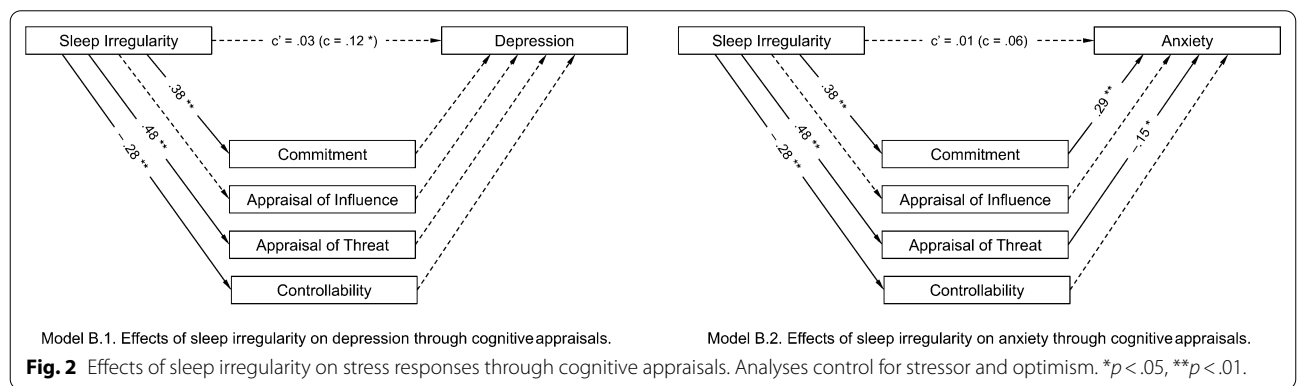 Sleep Irregularity
c' = .03 (c = .12 *)
Depression
.38 **
.48 **
−.28 **
Commitment
Appraisal of Influence
Appraisal of Threat
Controllability
Model B.1. Effects of sleep irregularity on depression through cognitive appraisals.
Sleep Irregularity
c' = .01 (c = .06)
Anxiety
.38 **
.48 **
−.28 **
.29 **
−.15 *
Commitment
Appraisal of Influence
Appraisal of Threat
Controllability
Model B.2. Effects of sleep irregularity on anxiety through cognitive appraisals.
Fig. 2 Effects of sleep irregularity on stress responses through cognitive appraisals. Analyses control for stressor and optimism. *p < .05, **p < .01.